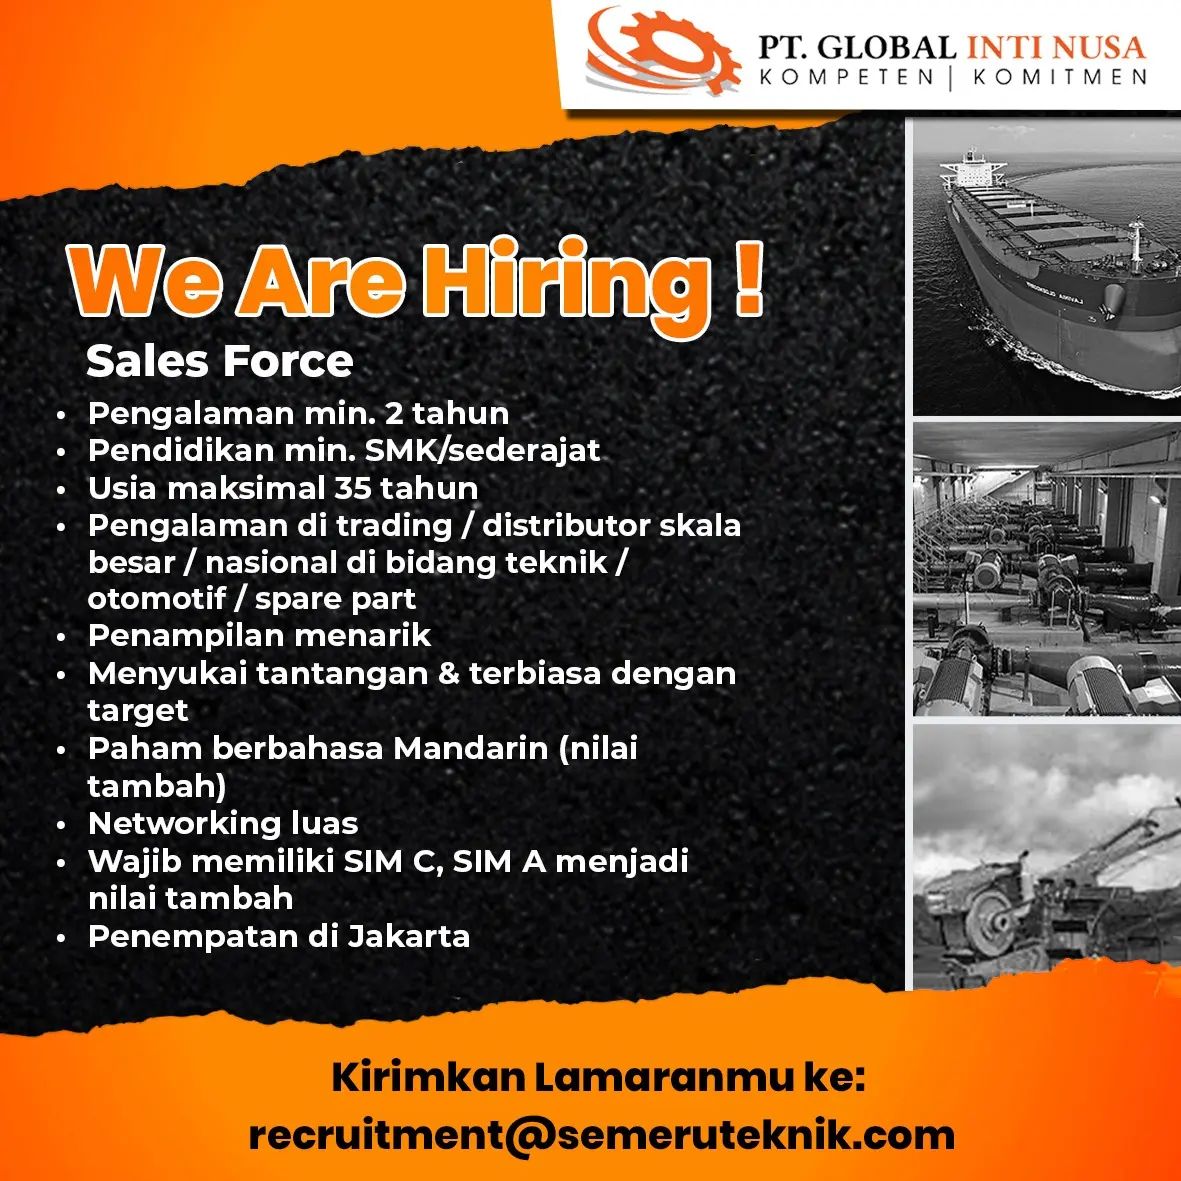 PT. GLOBAL INTI NUSA
KOMPETEN | KOMITMEN
We Are Hiring !
Sales Force
• Pengalaman min. 2 tahun
• Pendidikan min. SMK/sederajat
• Usia maksimal 35 tahun
• Pengalaman di trading / distributor skala
besar / nasional di bidang teknik /
otomotif / spare part
• Penampilan menarik
• Menyukai tantangan & terbiasa dengan
target
• Paham berbahasa Mandarin (nilai
tambah)
• Networking luas
• Wajib memiliki SIM C, SIM A menjadi
nilai tambah
• Penempatan di Jakarta
Kirimkan Lamaranmu ke:
recruitment@semeruteknik.com